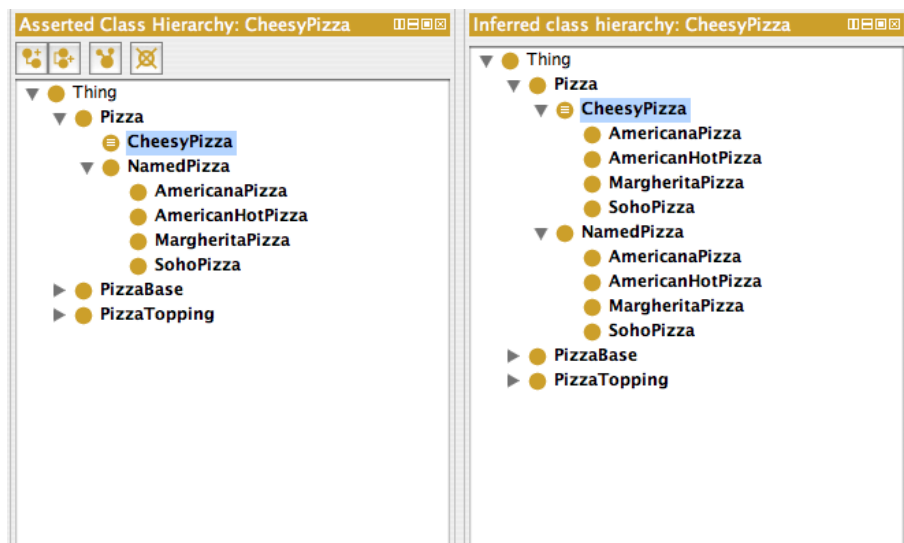 Asserted Class Hierarchy: CheesyPizza
Thing
Pizza
CheesyPizza
NamedPizza
AmericanaPizza
AmericanHotPizza
MargheritaPizza
SohoPizza
PizzaBase
PizzaTopping
Inferred class hierarchy: CheesyPizza
Thing
Pizza
CheesyPizza
AmericanaPizza
AmericanHotPizza
MargheritaPizza
SohoPizza
NamedPizza
AmericanaPizza
AmericanHotPizza
MargheritaPizza
SohoPizza
PizzaBase
PizzaTopping